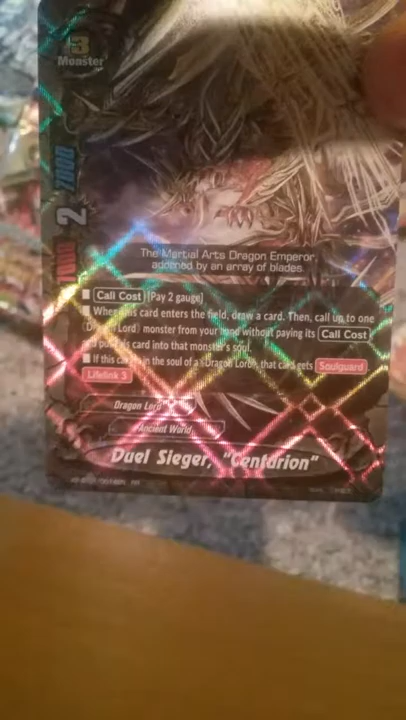 3
Monster
7000
2
The Martial Arts Dragon Emperor,
adorned by an array of blades.
■ [Call Cost] [Pay 2 gauge]
■ When this card enters the field, draw a card. Then, call up to one
Lord) monster from your hand without paying its [Call Cost]
card into that monster's soul.
■ If this in the soul of a Dragon Lord, that card gets [Soulguard]
[Lifelink 3]
Dragon Lord
Ancient World
Duel Sieger, "Centurion"
RR